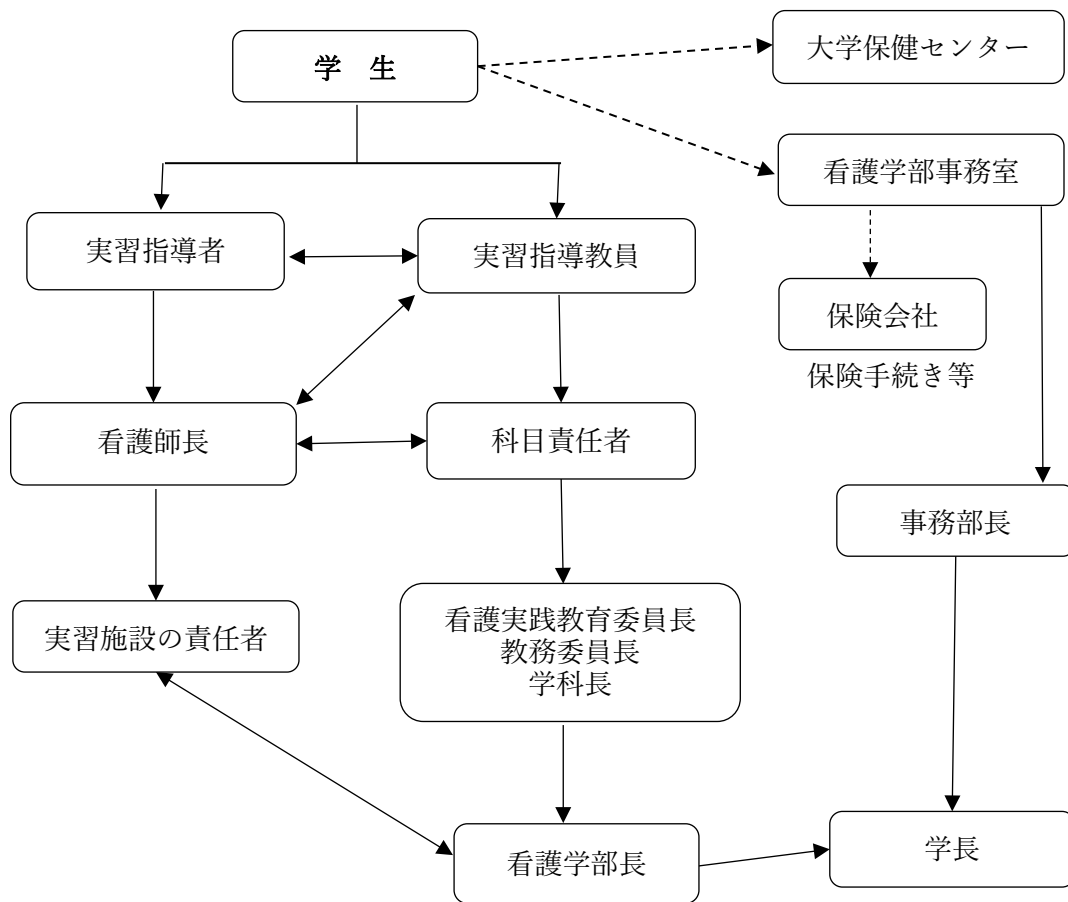 学　生
大学保健センター
看護学部事務室
実習指導者
実習指導教員
保険会社
保険手続き等
看護師長
科目責任者
事務部長
実習施設の責任者
看護実践教育委員長
教務委員長
学科長
看護学部長
学長